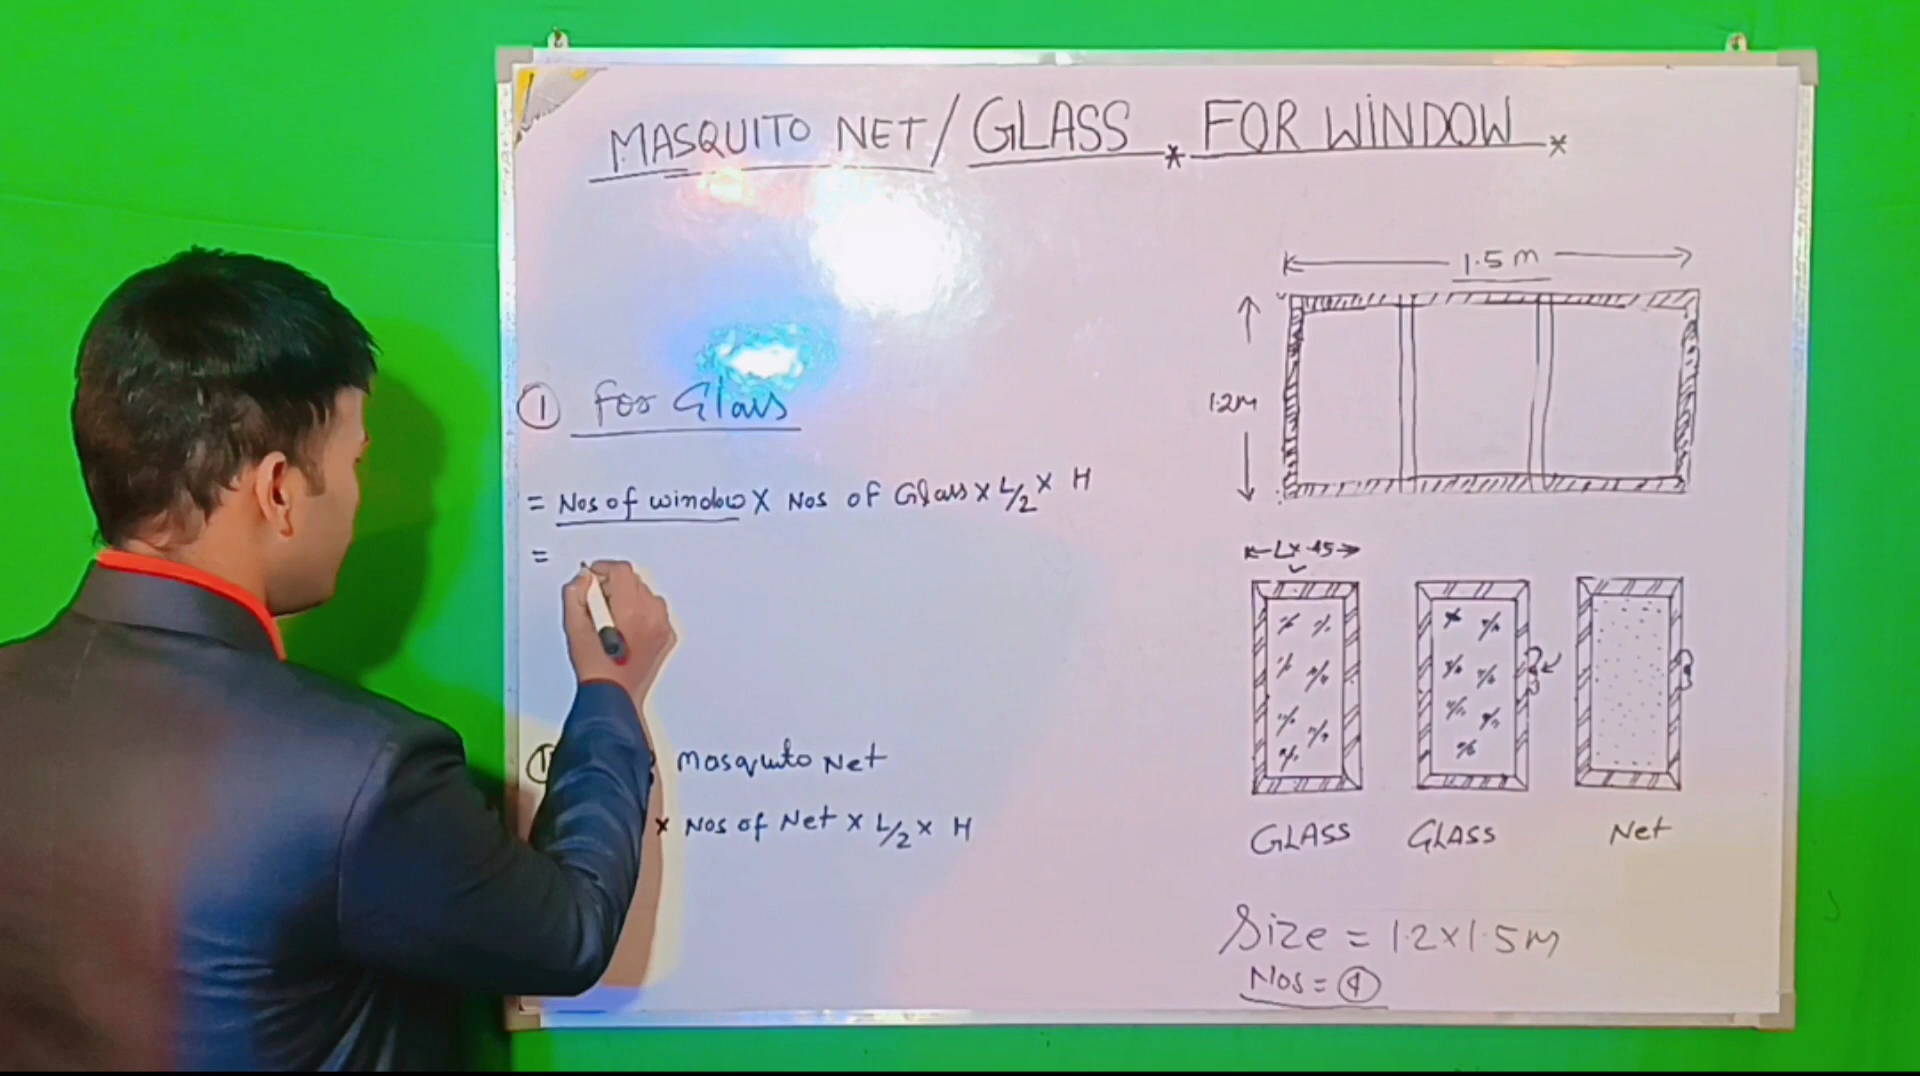 MASQUITO NET / GLASS FOR WINDOW
1.5 m
1.2m
① For Glass
= Nos of window X Nos of Glass x L/2 x H
=
L x .45
mosquito Net
x Nos of Net x L/2 x H
GLASS GLASS Net
Size = 1.2x1.5m
Nos = ④